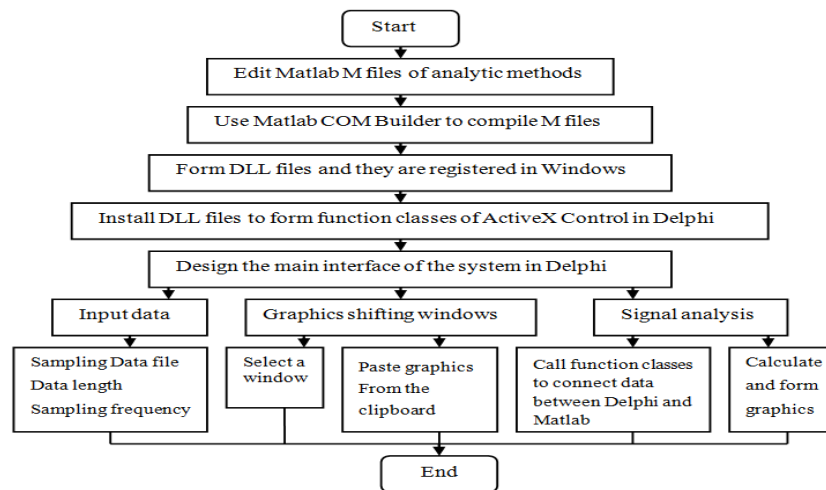 Start
Edit Matlab M files of analytic methods
Use Matlab COM Builder to compile M files
Form DLL files and they are registered in Windows
Install DLL files to form function classes of ActiveX Control in Delphi
Design the main interface of the system in Delphi
Input data
Graphics shifting windows
Signal analysis
Sampling Data file
Data length
Sampling frequency
Select a
window
Paste graphics
From the
clipboard
Call function classes
to connect data
between Delphi and
Matlab
Calculate
and form
graphics
End